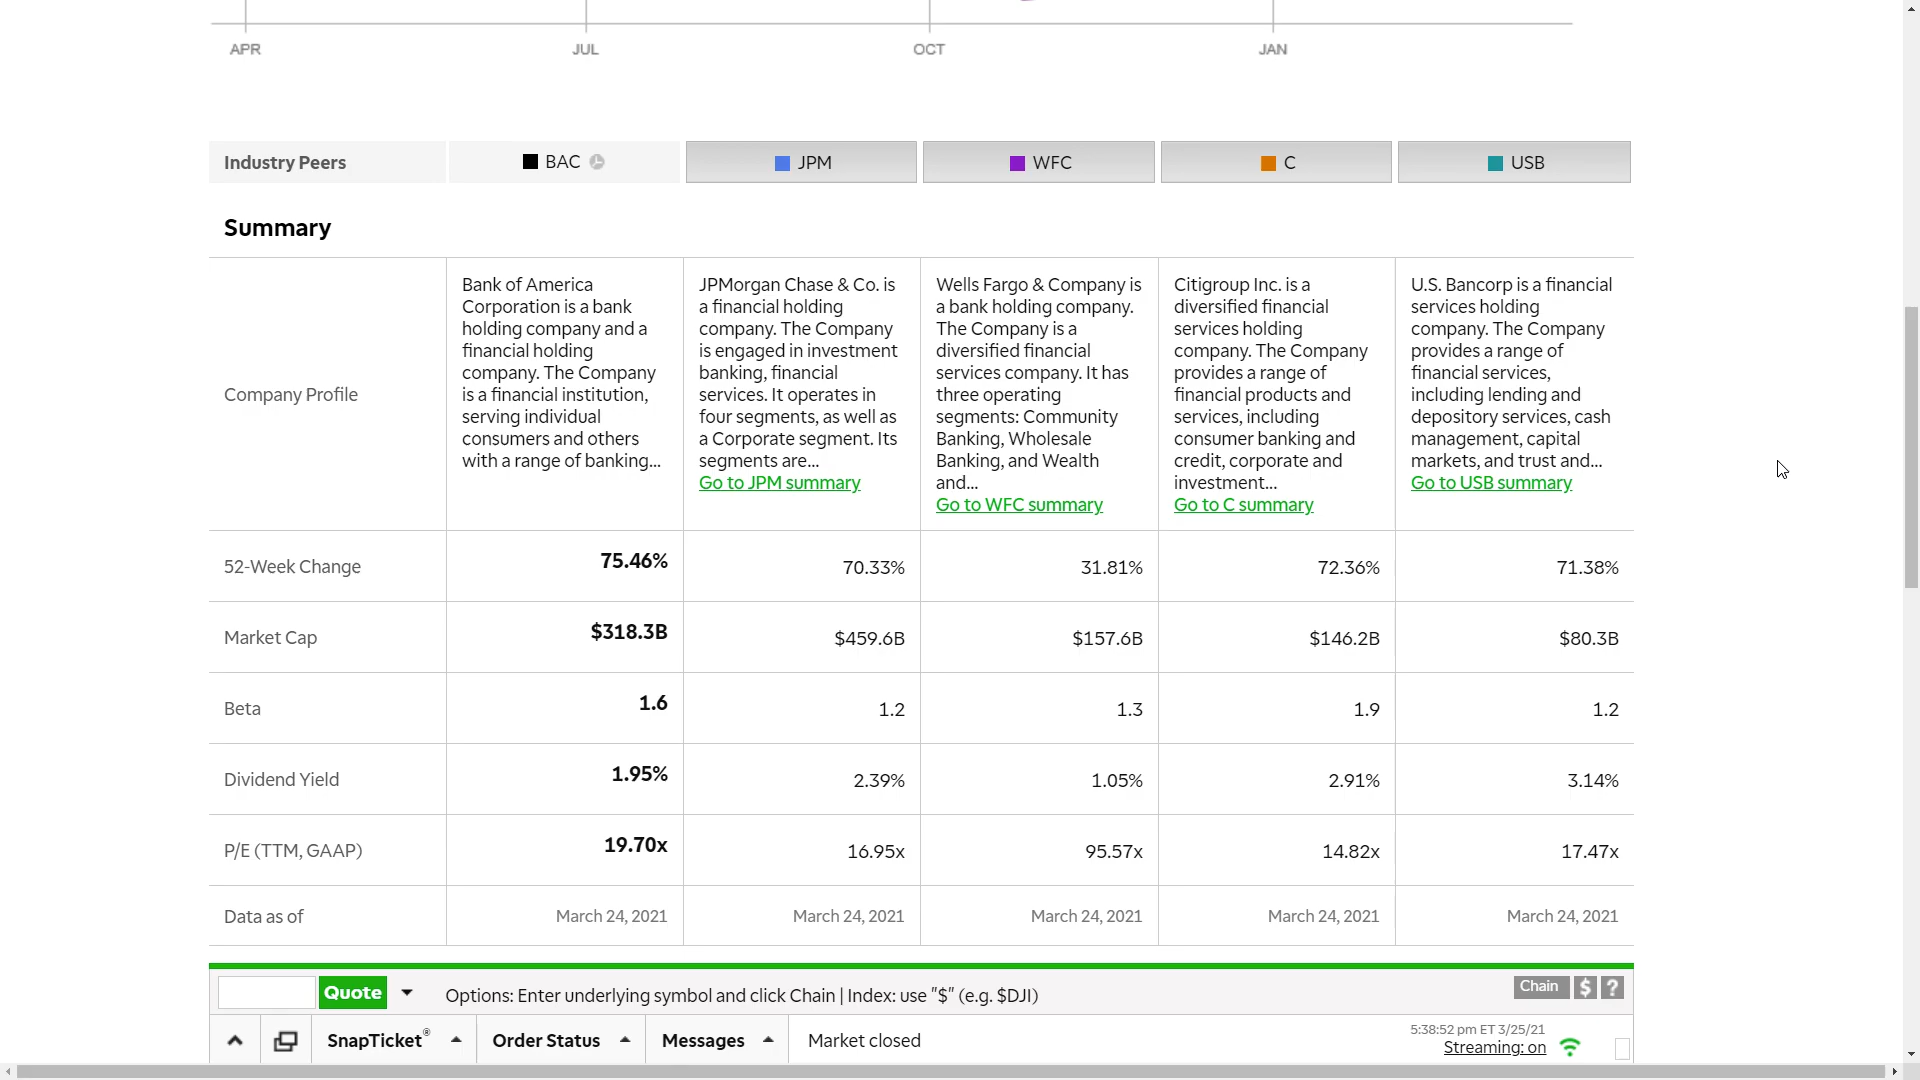 APR JUL OCT JAN
Industry Peers BAC JPM WFC C USB
Summary
Company Profile
Bank of America
Corporation is a bank
holding company and a
financial holding
company. The Company
is a financial institution,
serving individual
consumers and others
with a range of banking...
JPMorgan Chase & Co. is
a financial holding
company. The Company
is engaged in investment
banking, financial
services. It operates in
four segments, as well as
a Corporate segment. Its
segments are...
Go to JPM summary
Wells Fargo & Company is
a bank holding company.
The Company is a
diversified financial
services company. It has
three operating
segments: Community
Banking, Wholesale
Banking, and Wealth
and...
Go to WFC summary
Citigroup Inc. is a
diversified financial
services holding
company. The Company
provides a range of
financial products and
services, including
consumer banking and
credit, corporate and
investment...
Go to C summary
U.S. Bancorp is a financial
services holding
company. The Company
provides a range of
financial services,
including lending and
depository services, cash
management, capital
markets, and trust and...
Go to USB summary
52-Week Change 75.46% 70.33% 31.81% 72.36% 71.38%
Market Cap $318.3B $459.6B $157.6B $146.2B $80.3B
Beta 1.6 1.2 1.3 1.9 1.2
Dividend Yield 1.95% 2.39% 1.05% 2.91% 3.14%
P/E (TTM, GAAP) 19.70x 16.95x 95.57x 14.82x 17.47x
Data as of March 24, 2021 March 24, 2021 March 24, 2021 March 24, 2021 March 24, 2021
Quote Options: Enter underlying symbol and click Chain | Index: use "$" (e.g. $DJI) Chain $ ?
SnapTicket® Order Status Messages Market closed
5:38:52 pm ET 3/25/21
Streaming: on